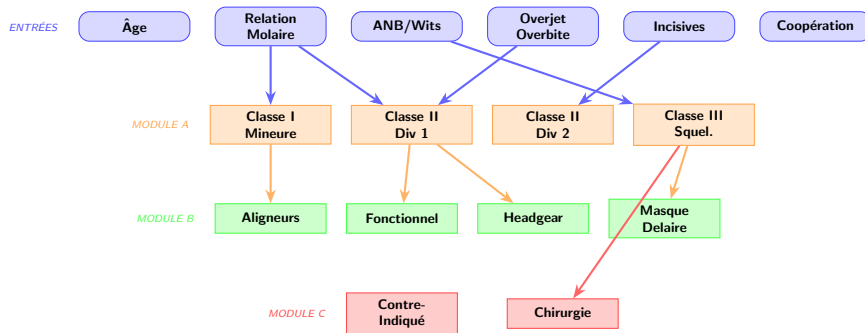 ENTRÉES
Âge
Relation
Molaire
ANB/Wits
Overjet
Overbite
Incisives
Coopération
MODULE A
Classe I
Mineure
Classe II
Div 1
Classe II
Div 2
Classe III
Squel.
MODULE B
Aligneurs
Fonctionnel
Headgear
Masque
Delaire
MODULE C
Contre-
Indiqué
Chirurgie